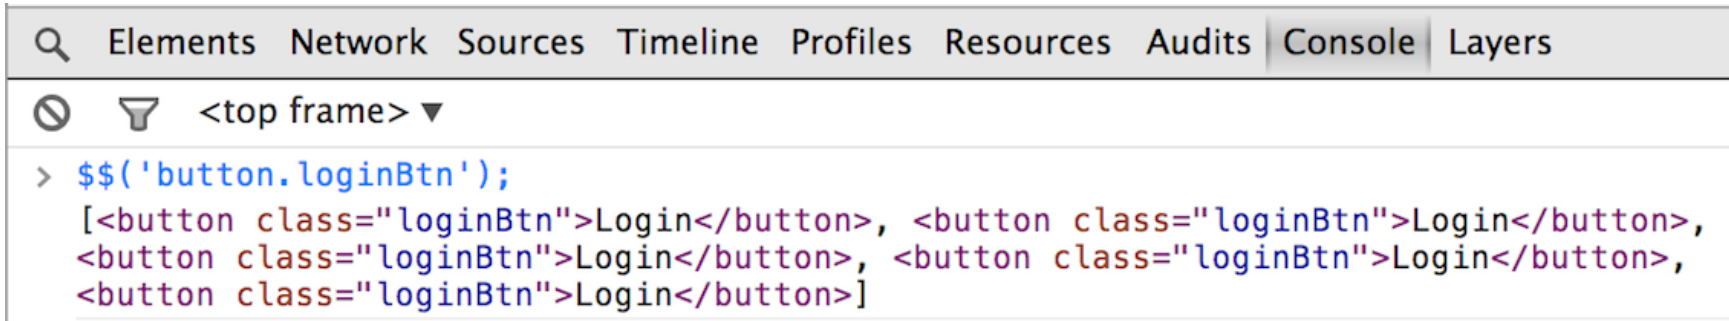 Elements Network Sources Timeline Profiles Resources Audits Console Layers
<top frame> ▼
> $$('button.loginBtn');
[<button class="loginBtn">Login</button>, <button class="loginBtn">Login</button>,
<button class="loginBtn">Login</button>, <button class="loginBtn">Login</button>,
<button class="loginBtn">Login</button>]